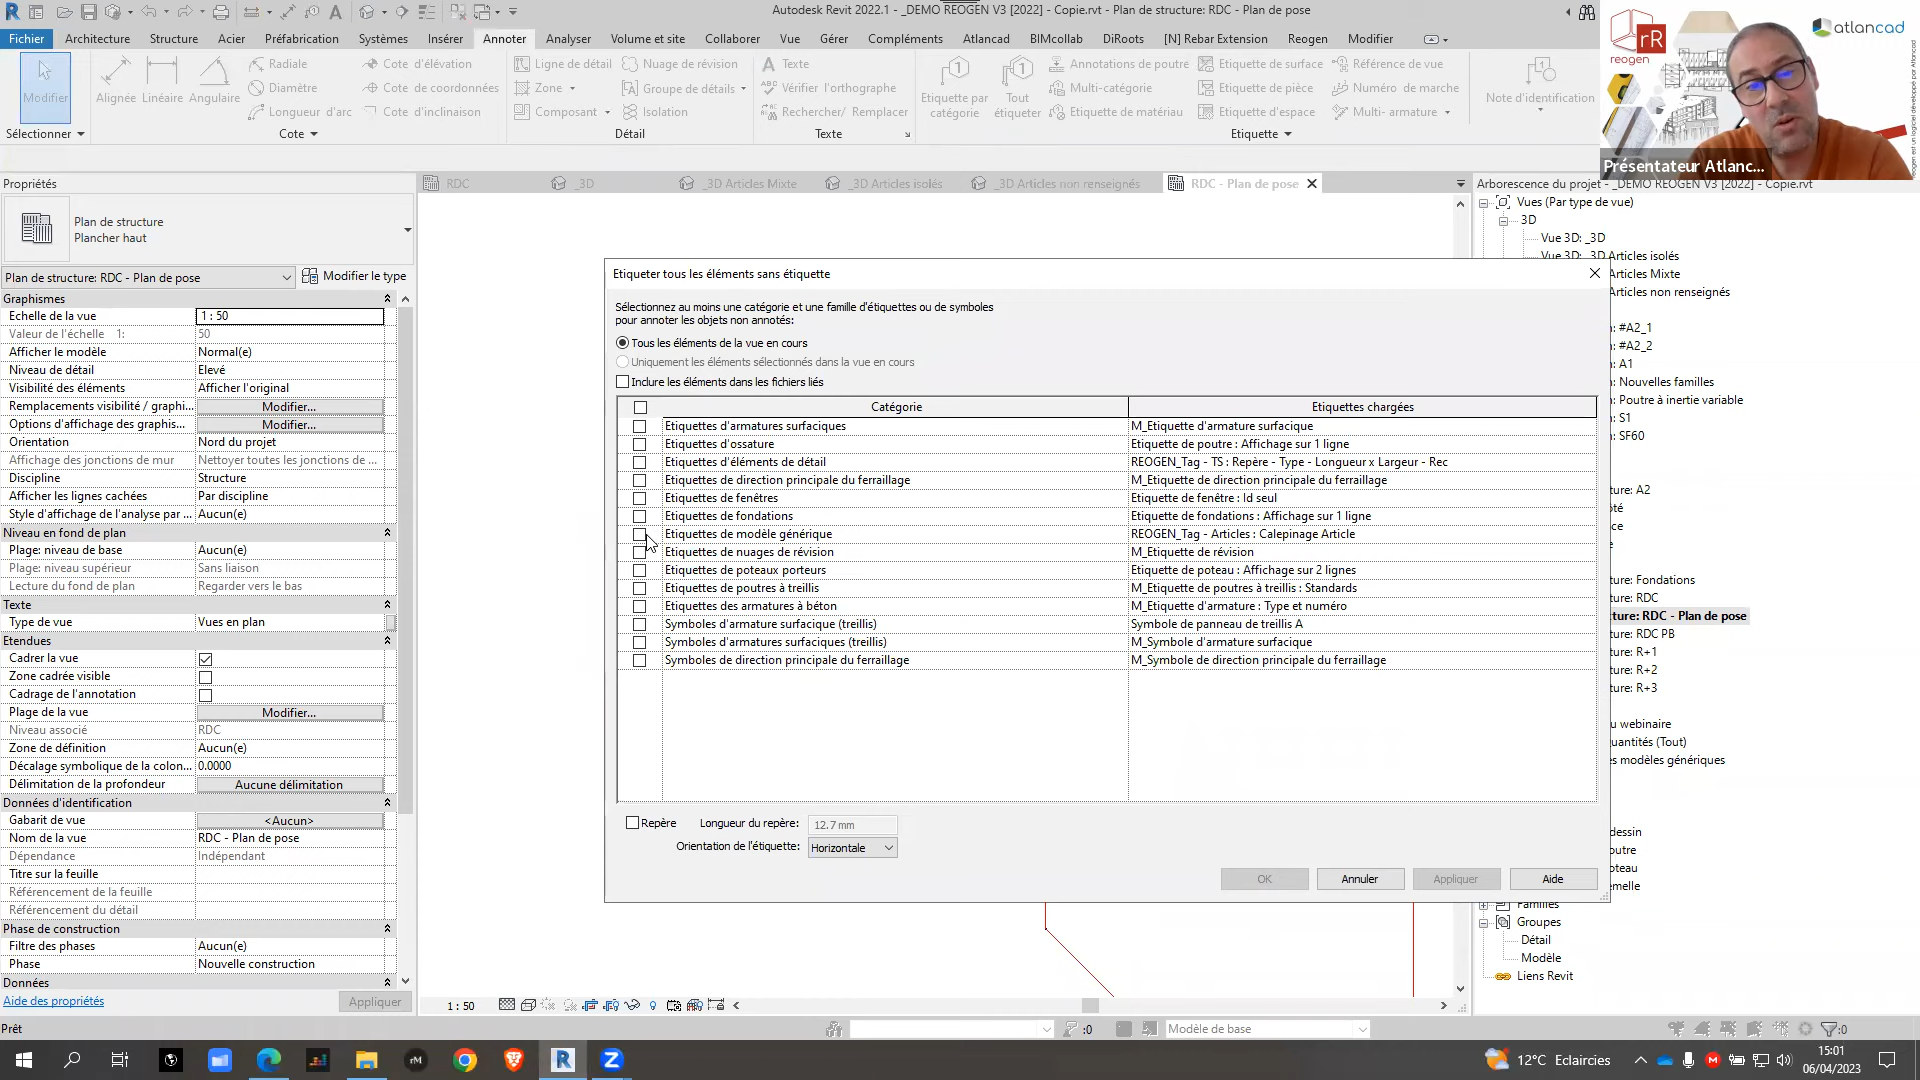 Autodesk Revit 2022.1 - _DEMO REOGEN V3 [2022] - Copie.rvt - Plan de structure: RDC - Plan de pose
Fichier Architecture Structure Acier Préfabrication Systèmes Insérer Annoter Analyser Volume et site Collaborer Vue Gérer Compléments Atlancad BIMcollab DiRoots [N] Rebar Extension Reogen Modifier
Modifier
Sélectionner
Alignée Linéaire Angulaire
Radiale
Diamètre
Longueur d'arc
Cote d'élévation
Cote de coordonnées
Cote d'inclinaison
Cote
Ligne de détail
Zone
Composant
Nuage de révision
Groupe de détails
Isolation
Détail
Texte
Vérifier l'orthographe
Rechercher/ Remplacer
Texte
Etiquette par
catégorie
Tout
étiqueter
Annotations de poutre
Multi-catégorie
Etiquette de matériau
Etiquette de surface
Etiquette de pièce
Etiquette d'espace
Référence de vue
Numéro de marche
Multi- armature
Etiquette
Note d'identification
rR
reogen
atlancad
Présentateur Atlanc...
Propriétés
Plan de structure
Plancher haut
Plan de structure: RDC - Plan de pose
Modifier le type
Graphismes
Echelle de la vue 1 : 50
Valeur de l'échelle 1: 50
Afficher le modèle Normal(e)
Niveau de détail Elevé
Visibilité des éléments Afficher l'original
Remplacements visibilité / graphi... Modifier...
Options d'affichage des graphis... Modifier...
Orientation Nord du projet
Affichage des jonctions de mur Nettoyer toutes les jonctions de ...
Discipline Structure
Afficher les lignes cachées Par discipline
Style d'affichage de l'analyse par ... Aucun(e)
Niveau en fond de plan
Plage: niveau de base Aucun(e)
Plage: niveau supérieur Sans liaison
Lecture du fond de plan Regarder vers le bas
Texte
Type de vue Vues en plan
Etendues
Cadrer la vue
Zone cadrée visible
Cadrage de l'annotation
Plage de la vue Modifier...
Niveau associé RDC
Zone de définition Aucun(e)
Décalage symbolique de la colon... 0.0000
Délimitation de la profondeur Aucune délimitation
Données d'identification
Gabarit de vue <Aucun>
Nom de la vue RDC - Plan de pose
Dépendance Indépendant
Titre sur la feuille
Référencement de la feuille
Référencement du détail
Phase de construction
Filtre des phases Aucun(e)
Phase Nouvelle construction
Données
Aide des propriétés Appliquer
RDC _3D _3D Articles Mixte _3D Articles isolés _3D Articles non renseignés RDC - Plan de pose
Etiqueter tous les éléments sans étiquette
Sélectionnez au moins une catégorie et une famille d'étiquettes ou de symboles
pour annoter les objets non annotés:
Tous les éléments de la vue en cours
Uniquement les éléments sélectionnés dans la vue en cours
Inclure les éléments dans les fichiers liés
Catégorie Etiquettes chargées
Etiquettes d'armatures surfaciques M_Etiquette d'armature surfacique
Etiquettes d'ossature Etiquette de poutre : Affichage sur 1 ligne
Etiquettes d'éléments de détail REOGEN_Tag - TS : Repère - Type - Longueur x Largeur - Rec
Etiquettes de direction principale du ferraillage M_Etiquette de direction principale du ferraillage
Etiquettes de fenêtres Etiquette de fenêtre : Id seul
Etiquettes de fondations Etiquette de fondations : Affichage sur 1 ligne
Etiquettes de modèle générique REOGEN_Tag - Articles : Calepinage Article
Etiquettes de nuages de révision M_Etiquette de révision
Etiquettes de poteaux porteurs Etiquette de poteau : Affichage sur 2 lignes
Etiquettes de poutres à treillis M_Etiquette de poutres à treillis : Standards
Etiquettes des armatures à béton M_Etiquette d'armature : Type et numéro
Symboles d'armature surfacique (treillis) Symbole de panneau de treillis A
Symboles d'armatures surfaciques (treillis) M_Symbole d'armature surfacique
Symboles de direction principale du ferraillage M_Symbole de direction principale du ferraillage
Repère Longueur du repère: 12.7 mm
Orientation de l'étiquette: Horizontale
OK Annuler Appliquer Aide
Arborescence du projet - _DEMO REOGEN V3 [2022] - Copie.rvt
Vues (Par type de vue)
3D
Vue 3D: _3D
Vue 3D: _3D Articles isolés
Articles Mixte
Articles non renseignés
n: #A2_1
n: #A2_2
n: A1
n: Nouvelles familles
n: Poutre à inertie variable
n: S1
n: SF60
ture: A2
ture: Fondations
ture: RDC
ture: RDC - Plan de pose
ture: RDC PB
ture: R+1
ture: R+2
ture: R+3
u webinaire
uantités (Tout)
es modèles génériques
dessin
outre
oteau
emelle
Familles
Groupes
Détail
Modèle
Liens Revit
1 : 50
Prêt
:0
Modèle de base
:0
12°C Eclaircies
15:01
06/04/2023